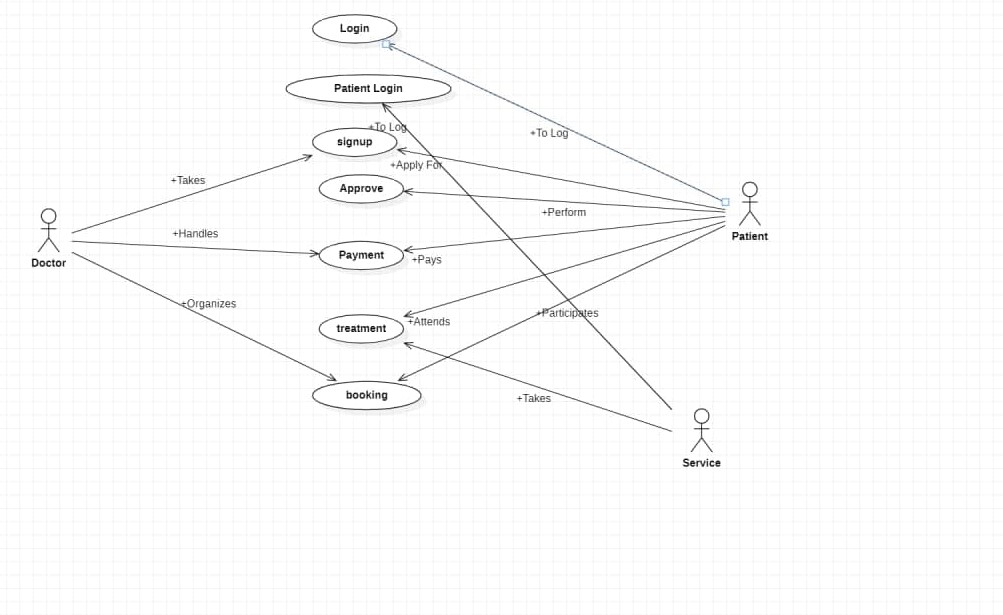 Login
Patient Login
+To Log
+To Log
signup
+Apply For
+Takes
Approve
+Perform
+Handles
Patient
Doctor
Payment
+Pays
+Organizes
+Participates
treatment
+Attends
booking
+Takes
Service